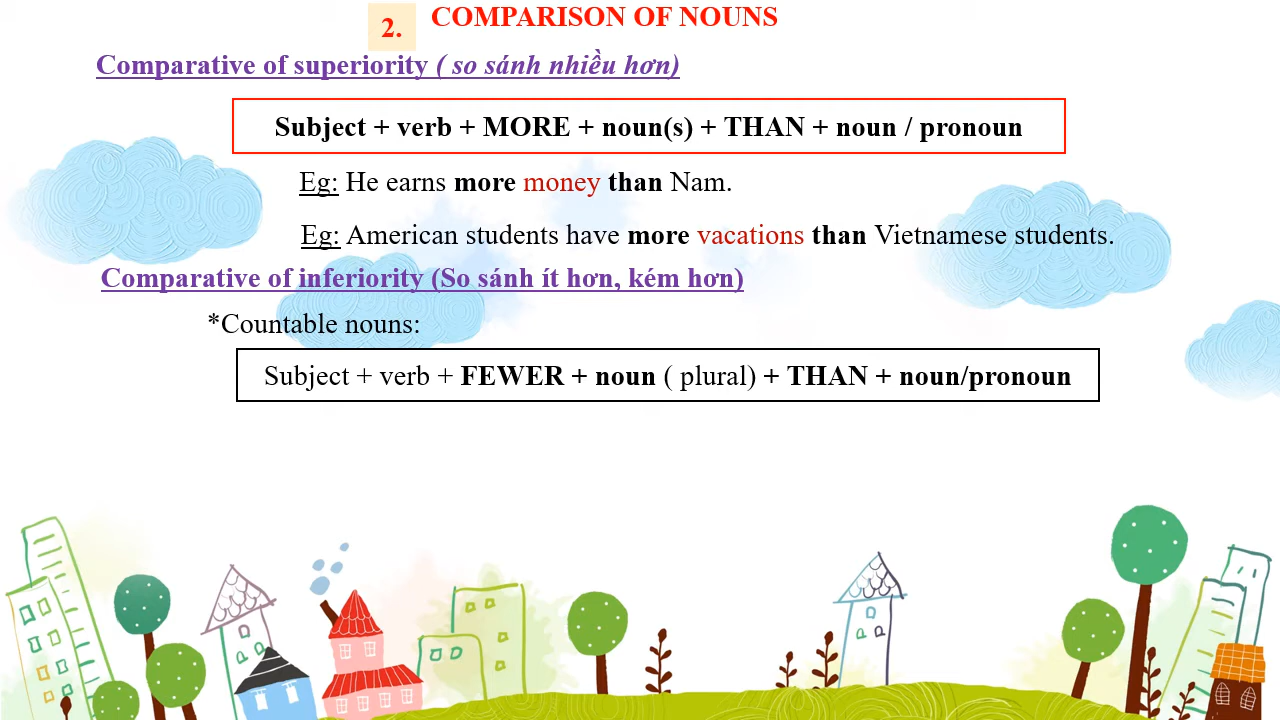 2. COMPARISON OF NOUNS
Comparative of superiority ( so sánh nhiều hơn)
Subject + verb + MORE + noun(s) + THAN + noun / pronoun
Eg: He earns more money than Nam.
Eg: American students have more vacations than Vietnamese students.
Comparative of inferiority (So sánh ít hơn, kém hơn)
*Countable nouns:
Subject + verb + FEWER + noun ( plural) + THAN + noun/pronoun